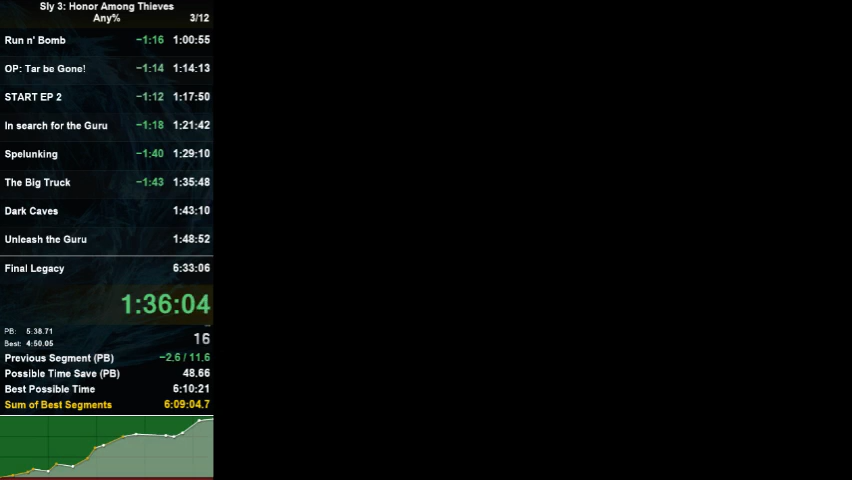 Sly 3: Honor Among Thieves
Any% 3/12
Run n' Bomb −1:16 1:00:55
OP: Tar be Gone! −1:14 1:14:13
START EP 2 −1:12 1:17:50
In search for the Guru −1:18 1:21:42
Spelunking −1:40 1:29:10
The Big Truck −1:43 1:35:48
Dark Caves 1:43:10
Unleash the Guru 1:48:52
Final Legacy 6:33:06
1:36:04
PB: 5:38.71
Best: 4:50.05 16
Previous Segment (PB) −2.6 / 11.6
Possible Time Save (PB) 48.66
Best Possible Time 6:10:21
Sum of Best Segments 6:09:04.7